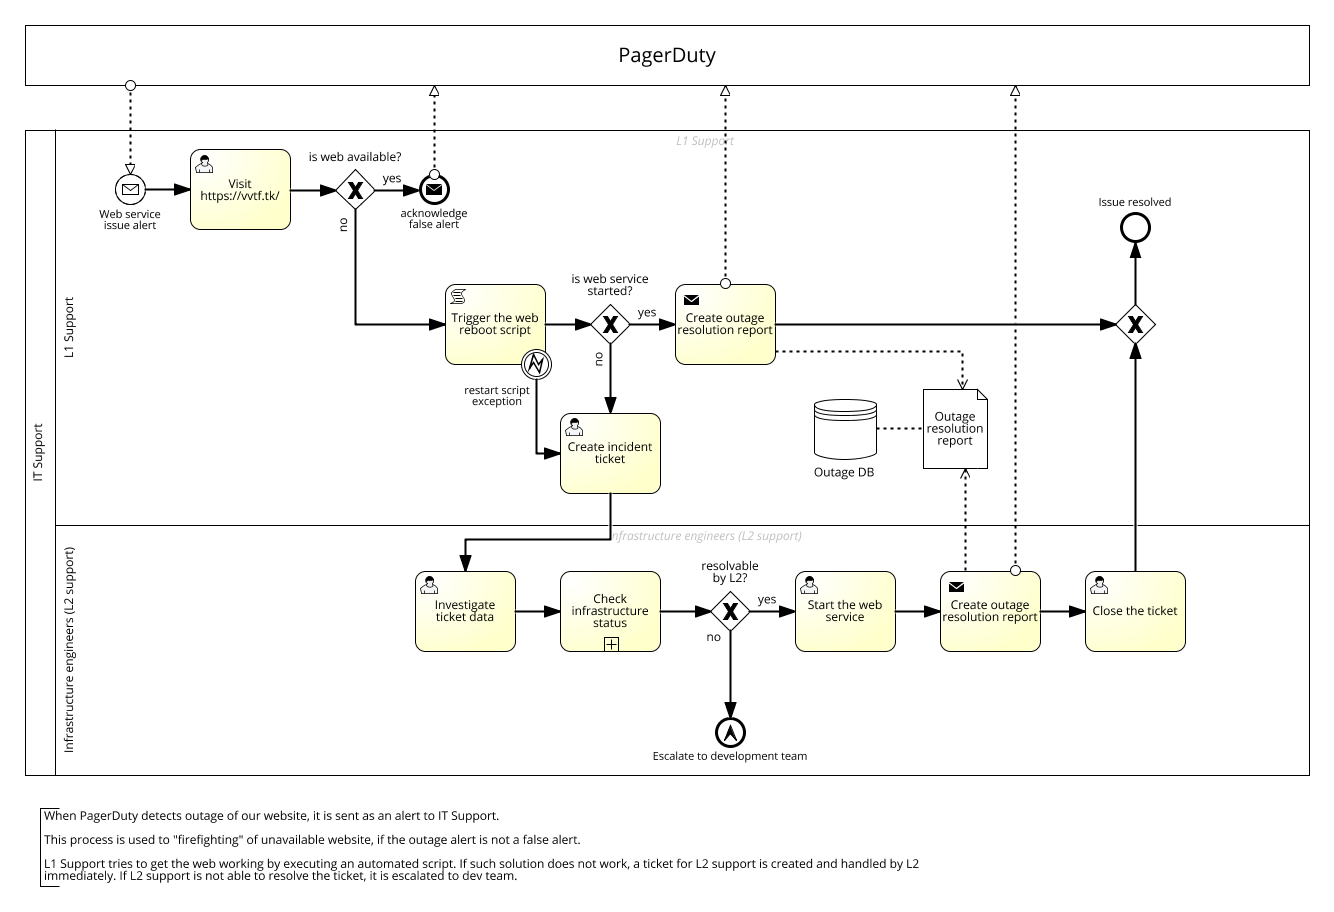 PagerDuty
L1 Support
is web available?
yes
Visit
https://vvtf.tk/
Web service
issue alert
acknowledge
false alert
no
Issue resolved
is web service
started?
yes
Trigger the web
reboot script
Create outage
resolution report
no
restart script
exception
L1 Support
Create incident
ticket
Outage
resolution
report
Outage DB
IT Support
Infrastructure engineers (L2 support)
resolvable
by L2?
yes
Investigate
ticket data
Check
infrastructure
status
no
Start the web
service
Create outage
resolution report
Close the ticket
Infrastructure engineers (L2 support)
Escalate to development team
When PagerDuty detects outage of our website, it is sent as an alert to IT Support.
This process is used to "firefighting" of unavailable website, if the outage alert is not a false alert.
L1 Support tries to get the web working by executing an automated script. If such solution does not work, a ticket for L2 support is created and handled by L2
immediately. If L2 support is not able to resolve the ticket, it is escalated to dev team.